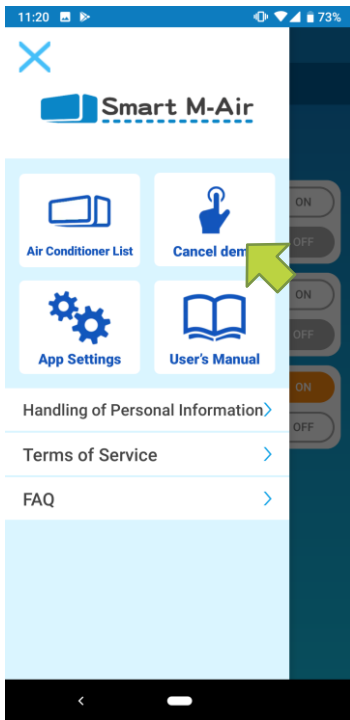 11:20
73%
Smart M-Air
Air Conditioner List
Cancel dem
App Settings
User's Manual
Handling of Personal Information
Terms of Service
FAQ
ON
OFF
ON
OFF
ON
OFF